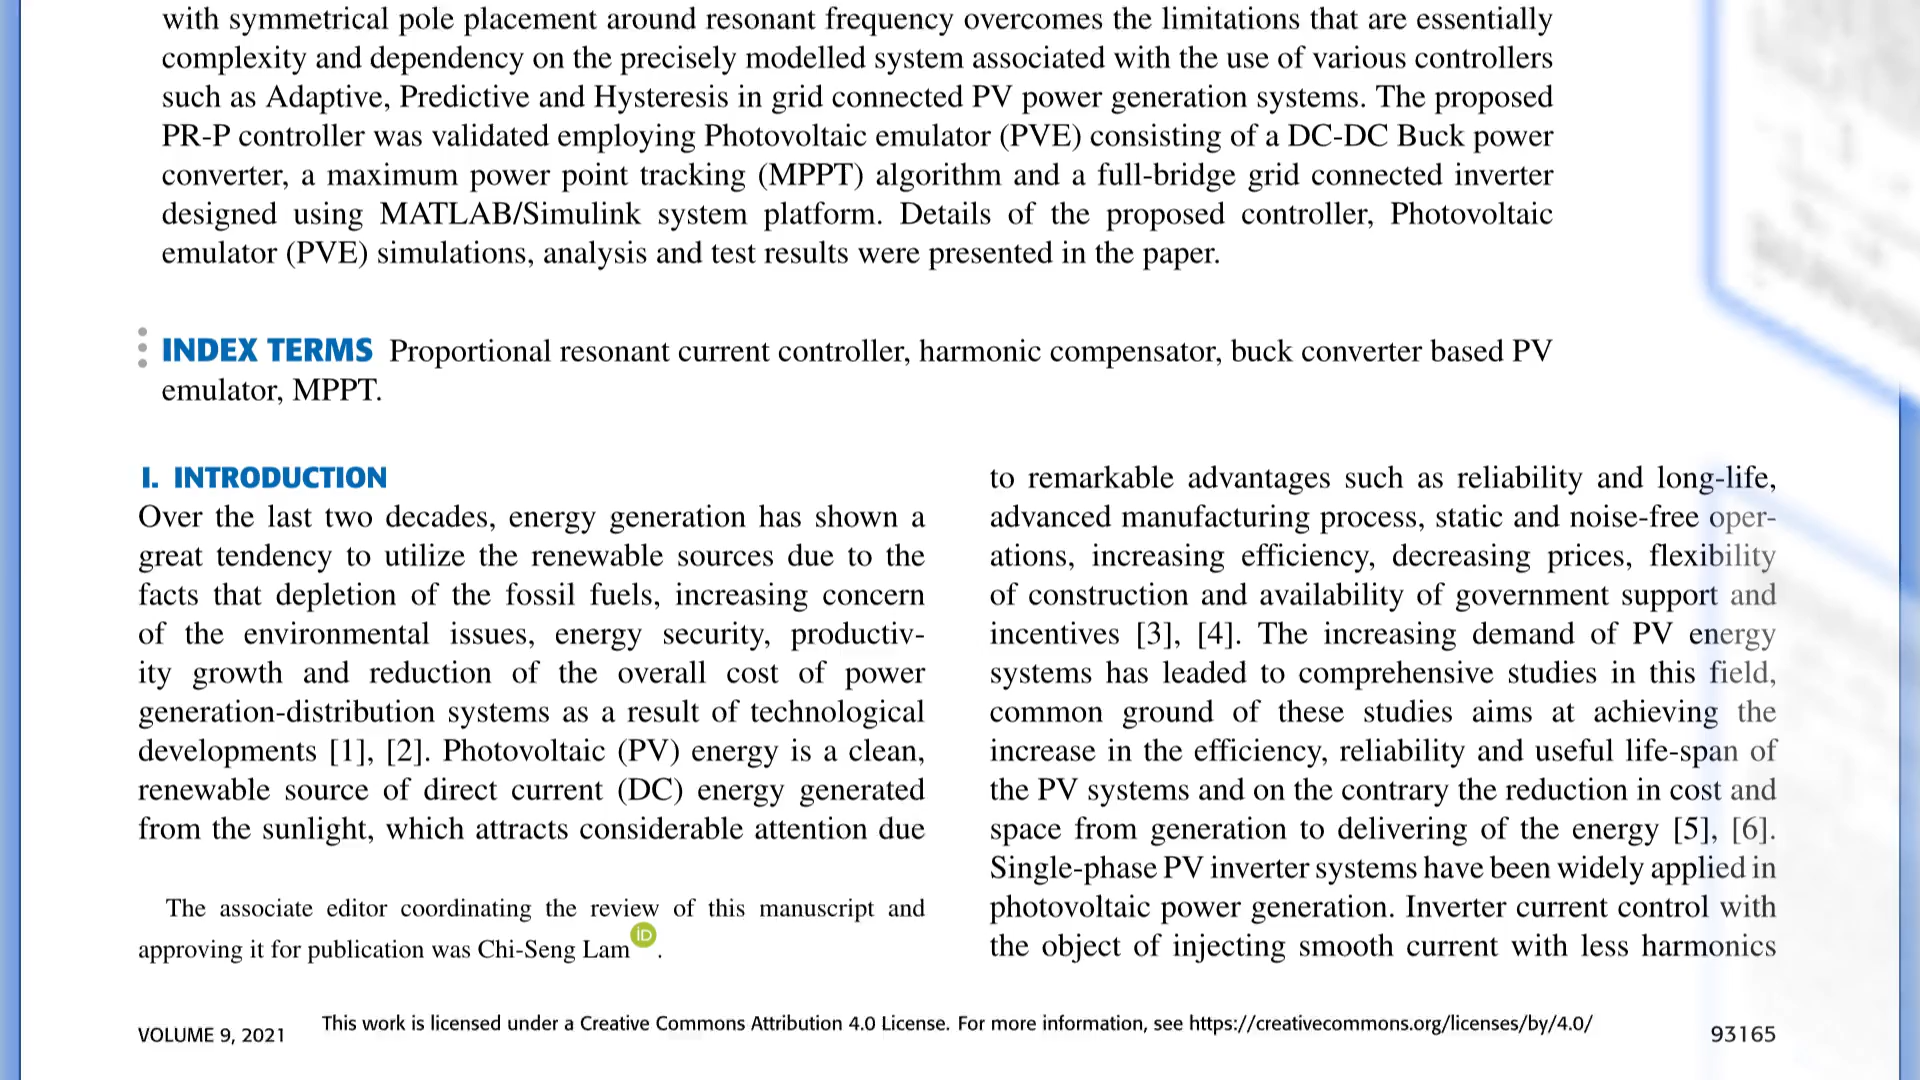 with symmetrical pole placement around resonant frequency overcomes the limitations that are essentially
complexity and dependency on the precisely modelled system associated with the use of various controllers
such as Adaptive, Predictive and Hysteresis in grid connected PV power generation systems. The proposed
PR-P controller was validated employing Photovoltaic emulator (PVE) consisting of a DC-DC Buck power
converter, a maximum power point tracking (MPPT) algorithm and a full-bridge grid connected inverter
designed using MATLAB/Simulink system platform. Details of the proposed controller, Photovoltaic
emulator (PVE) simulations, analysis and test results were presented in the paper.
INDEX TERMS Proportional resonant current controller, harmonic compensator, buck converter based PV
emulator, MPPT.
I. INTRODUCTION
Over the last two decades, energy generation has shown a
great tendency to utilize the renewable sources due to the
facts that depletion of the fossil fuels, increasing concern
of the environmental issues, energy security, productiv-
ity growth and reduction of the overall cost of power
generation-distribution systems as a result of technological
developments [1], [2]. Photovoltaic (PV) energy is a clean,
renewable source of direct current (DC) energy generated
from the sunlight, which attracts considerable attention due
The associate editor coordinating the review of this manuscript and
approving it for publication was Chi-Seng Lam iD .
to remarkable advantages such as reliability and long-life,
advanced manufacturing process, static and noise-free oper-
ations, increasing efficiency, decreasing prices, flexibility
of construction and availability of government support and
incentives [3], [4]. The increasing demand of PV energy
systems has leaded to comprehensive studies in this field,
common ground of these studies aims at achieving the
increase in the efficiency, reliability and useful life-span of
the PV systems and on the contrary the reduction in cost and
space from generation to delivering of the energy [5], [6].
Single-phase PV inverter systems have been widely applied in
photovoltaic power generation. Inverter current control with
the object of injecting smooth current with less harmonics
VOLUME 9, 2021
This work is licensed under a Creative Commons Attribution 4.0 License. For more information, see https://creativecommons.org/licenses/by/4.0/
93165